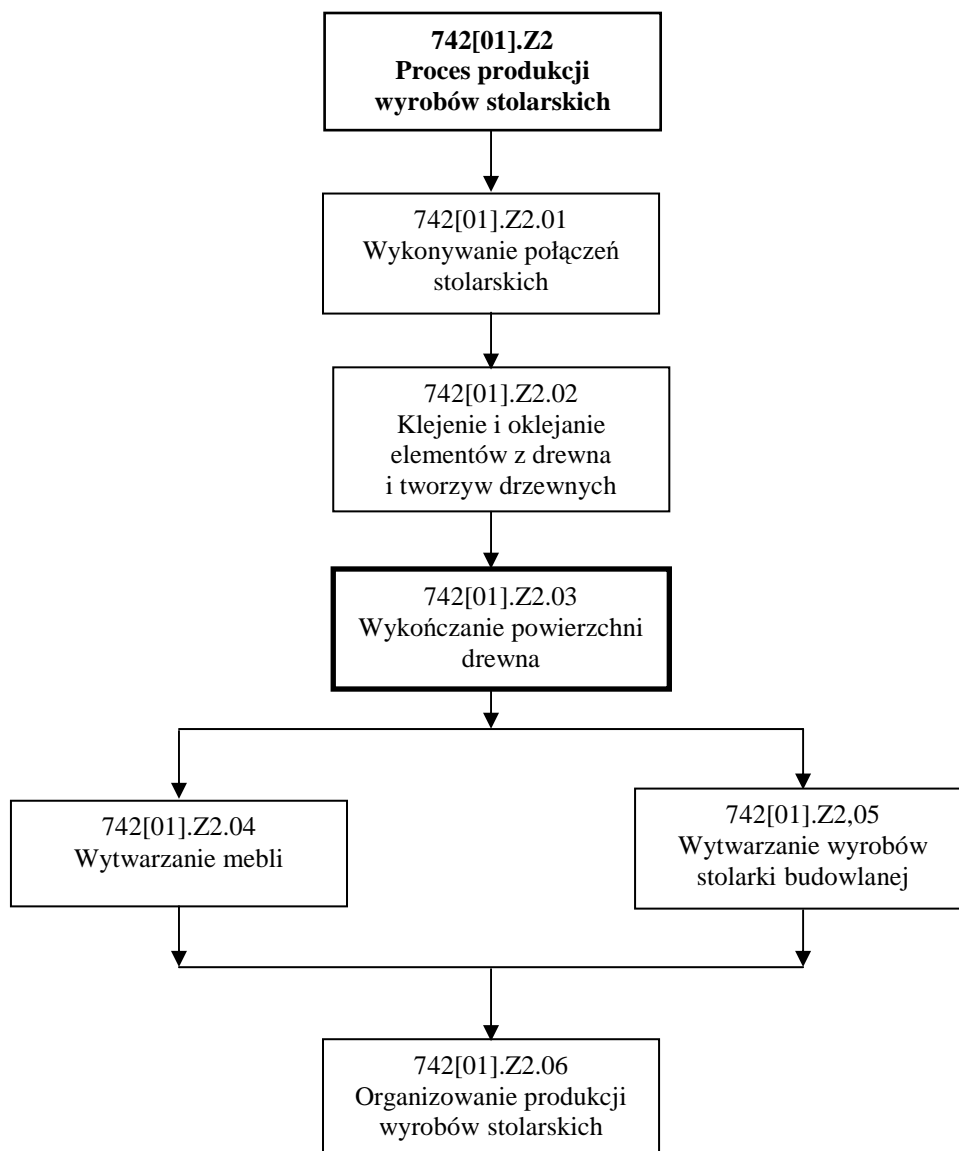 742[01].Z2
Proces produkcji
wyrobów stolarskich
742[01].Z2.01
Wykonywanie połączeń
stolarskich
742[01].Z2.02
Klejenie i oklejanie
elementów z drewna
i tworzyw drzewnych
742[01].Z2.03
Wykończanie powierzchni
drewna
742[01].Z2.04
Wytwarzanie mebli
742[01].Z2,05
Wytwarzanie wyrobów
stolarki budowlanej
742[01].Z2.06
Organizowanie produkcji
wyrobów stolarskich